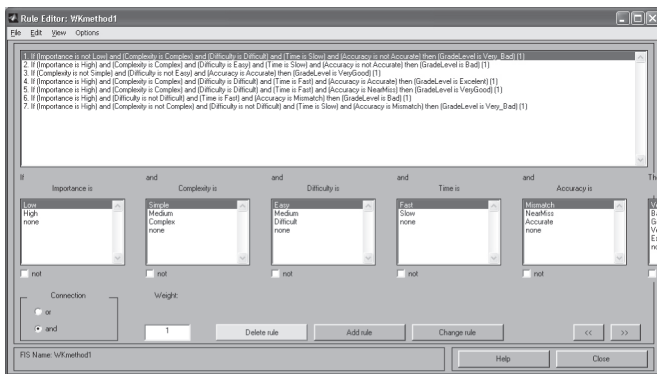 Rule Editor: WKmethod1
File Edit View Options
1. If (Importance is not Low) and (Complexity is Complex) and (Difficulty is Difficult) and (Time is Slow) and (Accuracy is not Accurate) then (GradeLevel is Very_Bad) (1)
2. If (Importance is High) and (Complexity is Complex) and (Difficulty is Easy) and (Time is Slow) and (Accuracy is not Accurate) then (GradeLevel is Bad) (1)
3. If (Complexity is not Simple) and (Difficulty is not Easy) and (Accuracy is Accurate) then (GradeLevel is VeryGood) (1)
4. If (Importance is High) and (Complexity is Complex) and (Difficulty is Difficult) and (Time is Fast) and (Accuracy is Accurate) then (GradeLevel is Excelent) (1)
5. If (Importance is High) and (Complexity is Complex) and (Difficulty is Difficult) and (Time is Fast) and (Accuracy is NearMiss) then (GradeLevel is VeryGood) (1)
6. If (Importance is High) and (Difficulty is not Difficult) and (Time is Fast) and (Accuracy is Mismatch) then (GradeLevel is Bad) (1)
7. If (Importance is High) and (Complexity is not Complex) and (Difficulty is not Difficult) and (Time is Slow) and (Accuracy is Mismatch) then (GradeLevel is Very_Bad) (1)
If and and and and Th
Importance is Complexity is Difficulty is Time is Accuracy is
Low Simple Easy Fast Mismatch V
High Medium Medium Slow NearMiss Ba
none Complex Difficult none Accurate G
none none none V
E
no
not not not not not
Connection Weight:
or
and 1 Delete rule Add rule Change rule << >>
FIS Name: WKmethod1 Help Close